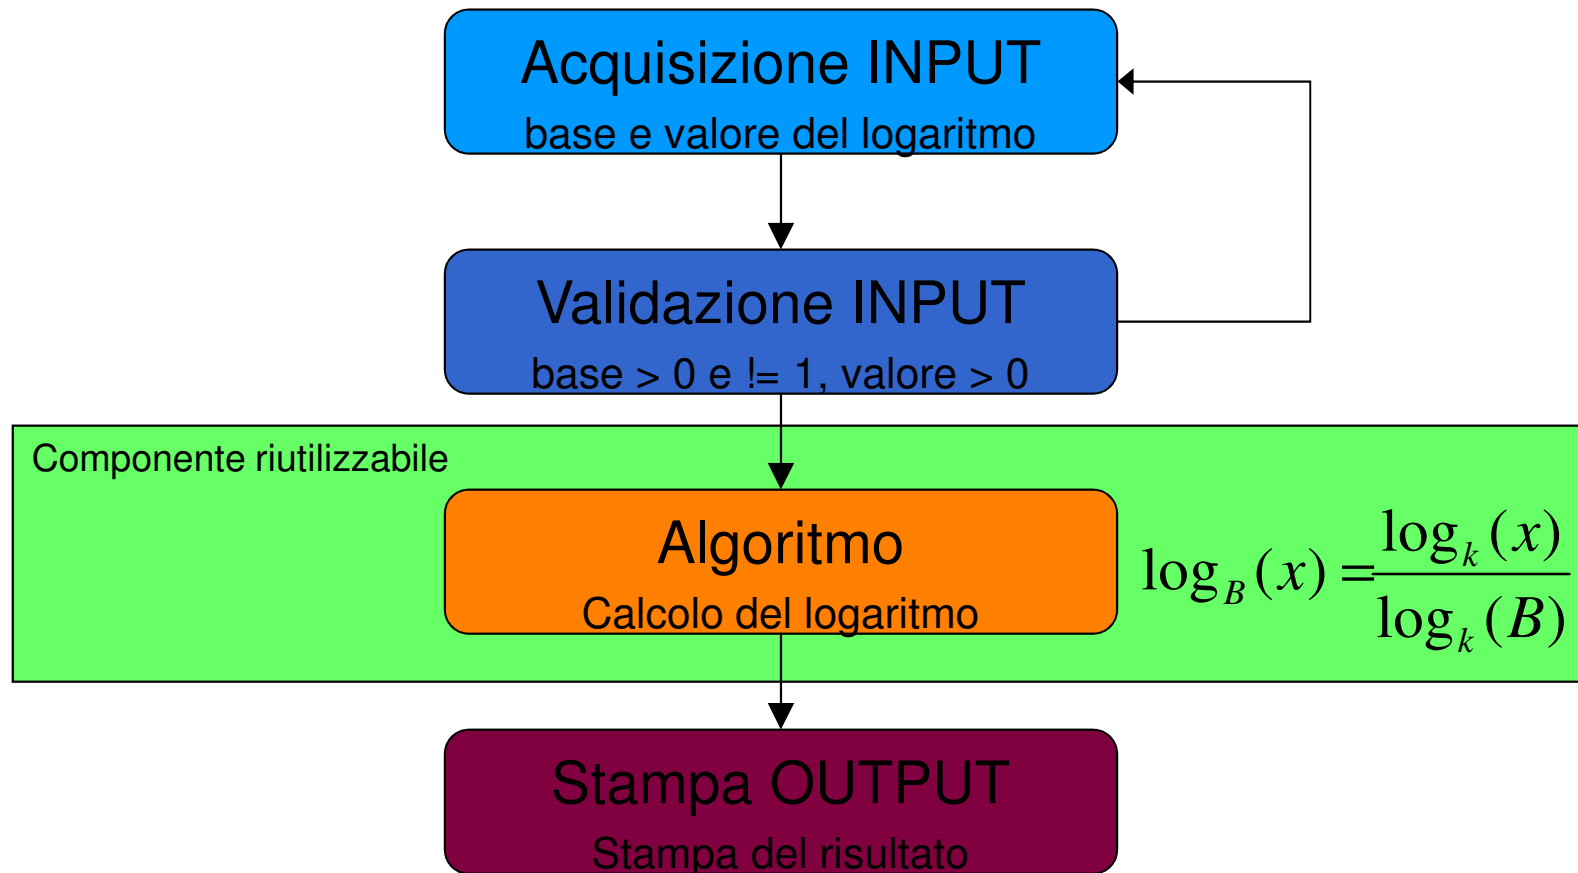 Acquisizione INPUT
base e valore del logaritmo
Validazione INPUT
base > 0 e != 1, valore > 0
Componente riutilizzabile
Algoritmo
Calcolo del logaritmo
log_B(x) = log_k(x) / log_k(B)
Stampa OUTPUT
Stampa del risultato